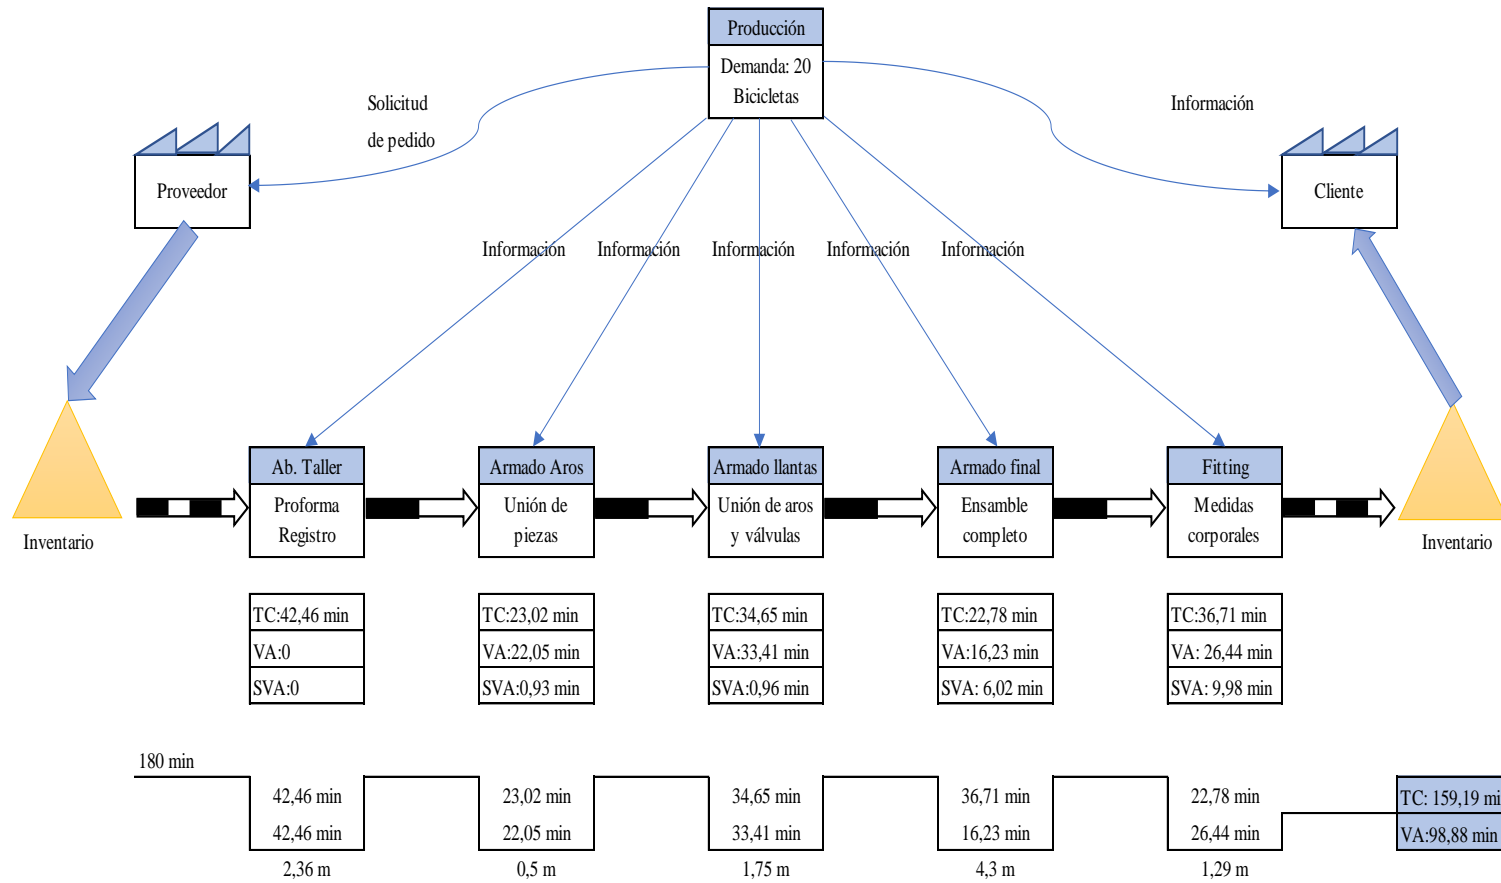 Producción
Demanda: 20
Bicicletas
Solicitud
de pedido
Información
Proveedor
Cliente
Información
Información
Información
Información
Información
Ab. Taller
Armado Aros
Armado llantas
Armado final
Fitting
Proforma
Registro
Unión de
piezas
Unión de aros
y válvulas
Ensamble
completo
Medidas
corporales
Inventario
Inventario
TC:42,46 min
VA:0
SVA:0
TC:23,02 min
VA:22,05 min
SVA:0,93 min
TC:34,65 min
VA:33,41 min
SVA:0,96 min
TC:22,78 min
VA:16,23 min
SVA: 6,02 min
TC:36,71 min
VA: 26,44 min
SVA: 9,98 min
180 min
42,46 min
42,46 min
2,36 m
23,02 min
22,05 min
0,5 m
34,65 min
33,41 min
1,75 m
36,71 min
16,23 min
4,3 m
22,78 min
26,44 min
1,29 m
TC: 159,19 mi
VA:98,88 min